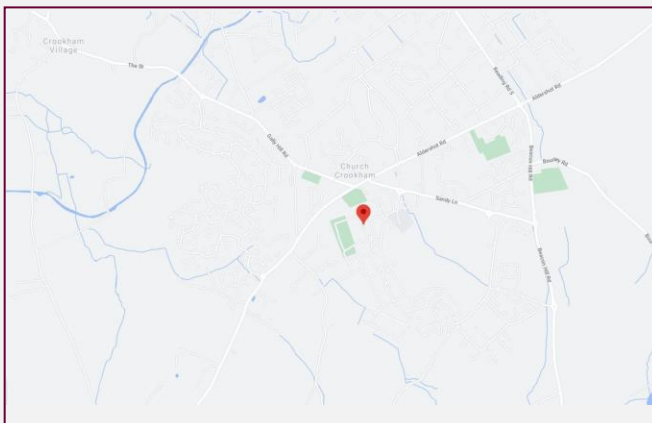 Crookham
Village
The St
Reading Rd S
Aldershot Rd
Gally Hill Rd
Aldershot Rd
Beacon Hill Rd
Bourley Rd
Church
Crookham
Sandy Ln
Beacon Hill Rd